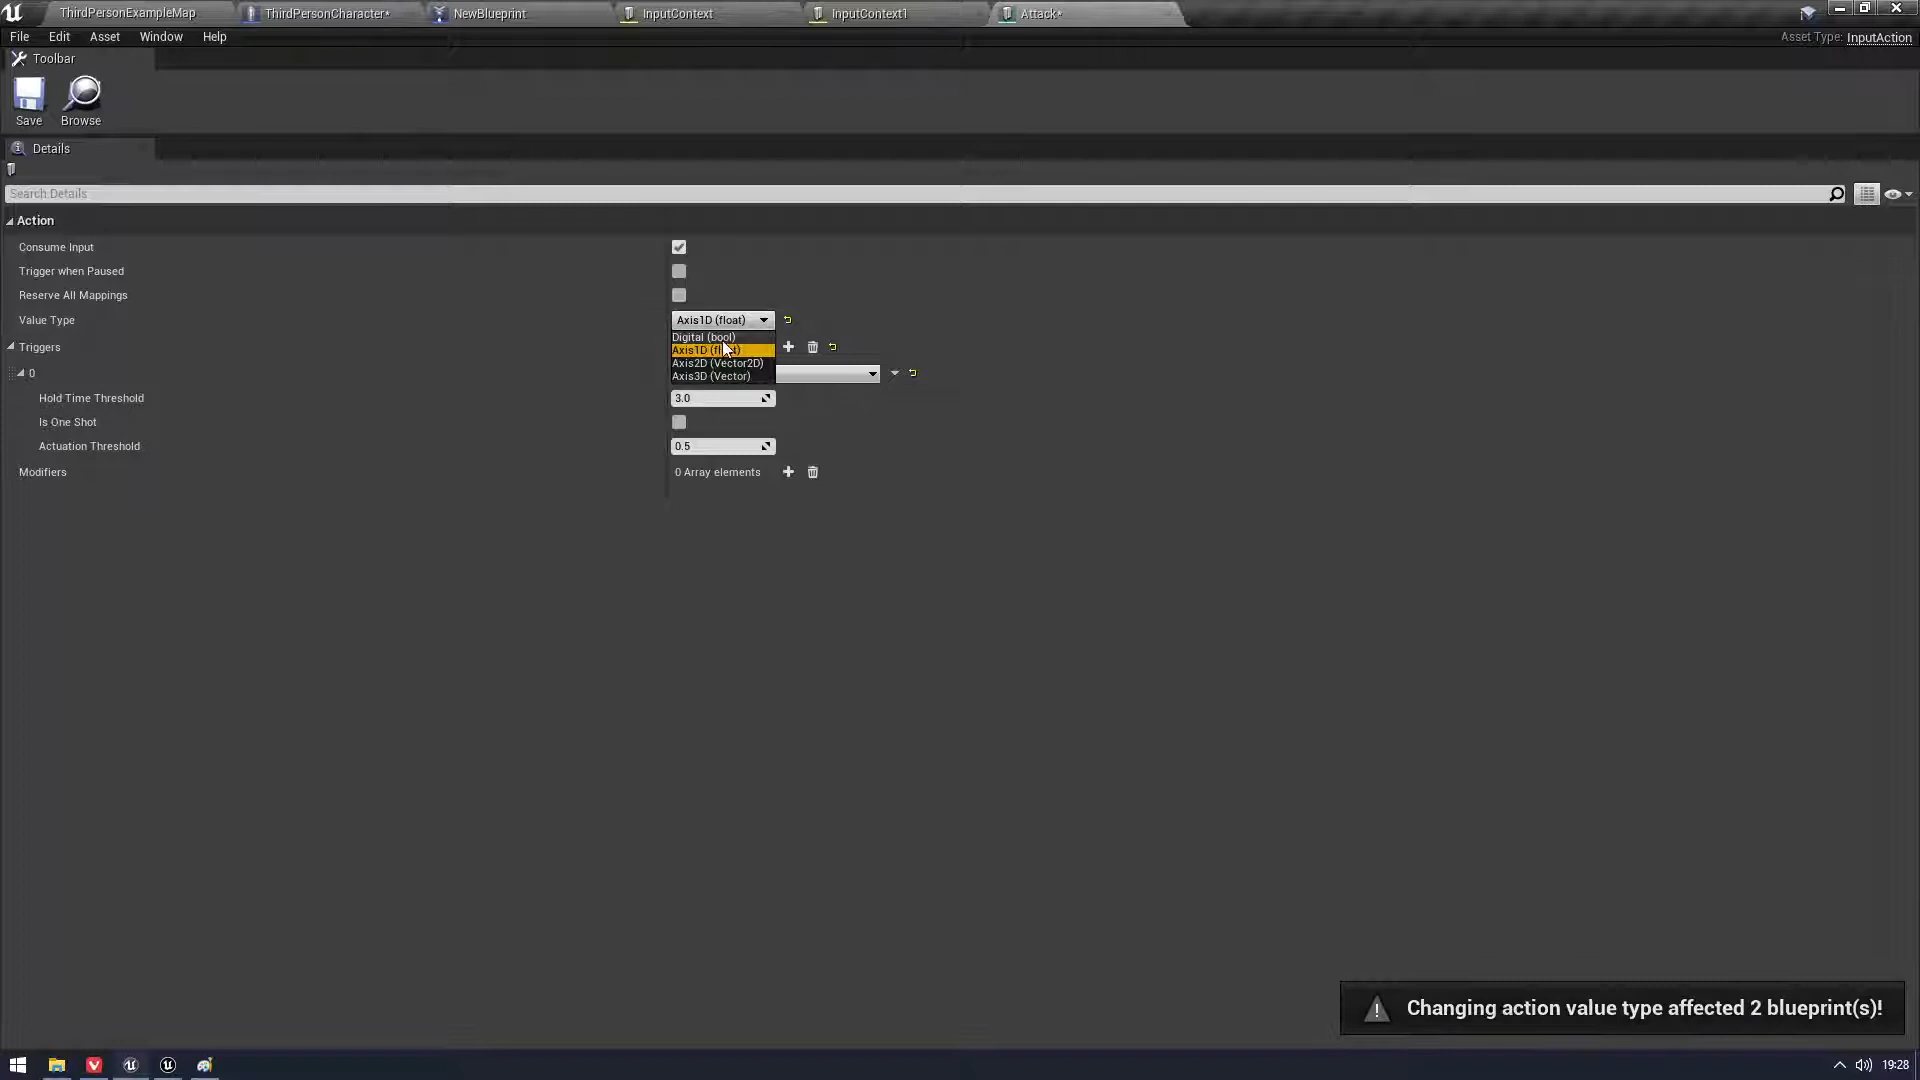 ThirdPersonExampleMap
ThirdPersonCharacter*
NewBlueprint
InputContext
InputContext1
Attack*
File Edit Asset Window Help
Asset Type: InputAction
Toolbar
Save
Browse
Details
Search Details
Action
Consume Input
Trigger when Paused
Reserve All Mappings
Value Type
Axis1D (float)
Digital (bool)
Triggers
Axis2D (Vector2D)
0
Axis3D (Vector)
Hold Time Threshold
3.0
Is One Shot
Actuation Threshold
0.5
Modifiers
0 Array elements
Changing action value type affected 2 blueprint(s)!
19:28